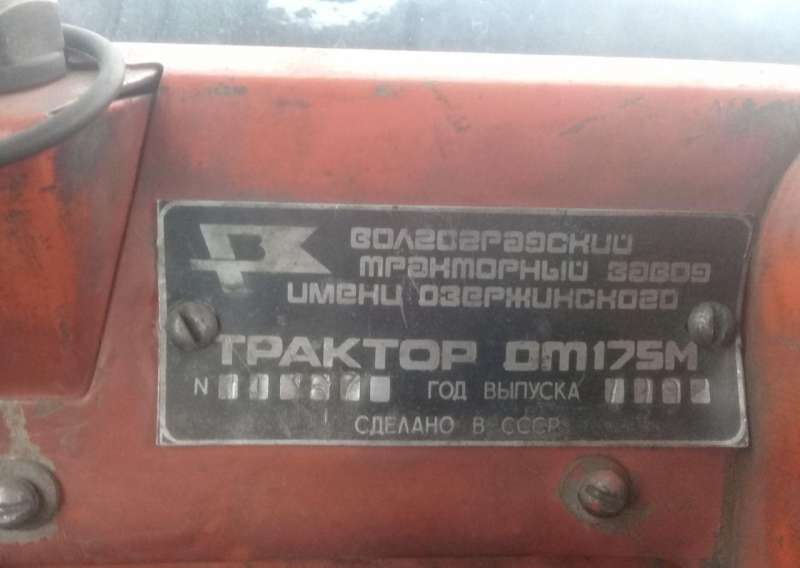 ВОЛГОГРАДСКИЙ
ТРАКТОРНЫЙ ЗАВОД
ИМЕНИ ДЗЕРЖИНСКОГО
ТРАКТОР ДТ175М
N ГОД ВЫПУСКА
СДЕЛАНО В СССР